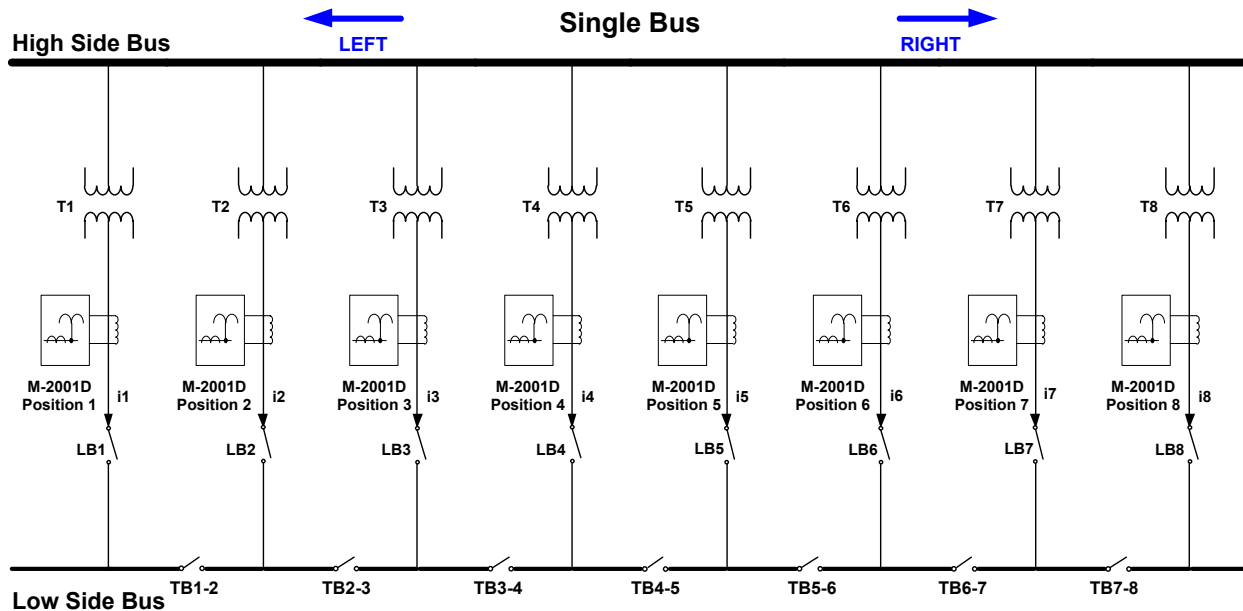 Single Bus
LEFT
RIGHT
High Side Bus
T1
T2
T3
T4
T5
T6
T7
T8
M-2001D
Position 1
i1
M-2001D
Position 2
i2
M-2001D
Position 3
i3
M-2001D
Position 4
i4
M-2001D
Position 5
i5
M-2001D
Position 6
i6
M-2001D
Position 7
i7
M-2001D
Position 8
i8
LB1
LB2
LB3
LB4
LB5
LB6
LB7
LB8
TB1-2
TB2-3
TB3-4
TB4-5
TB5-6
TB6-7
TB7-8
Low Side Bus